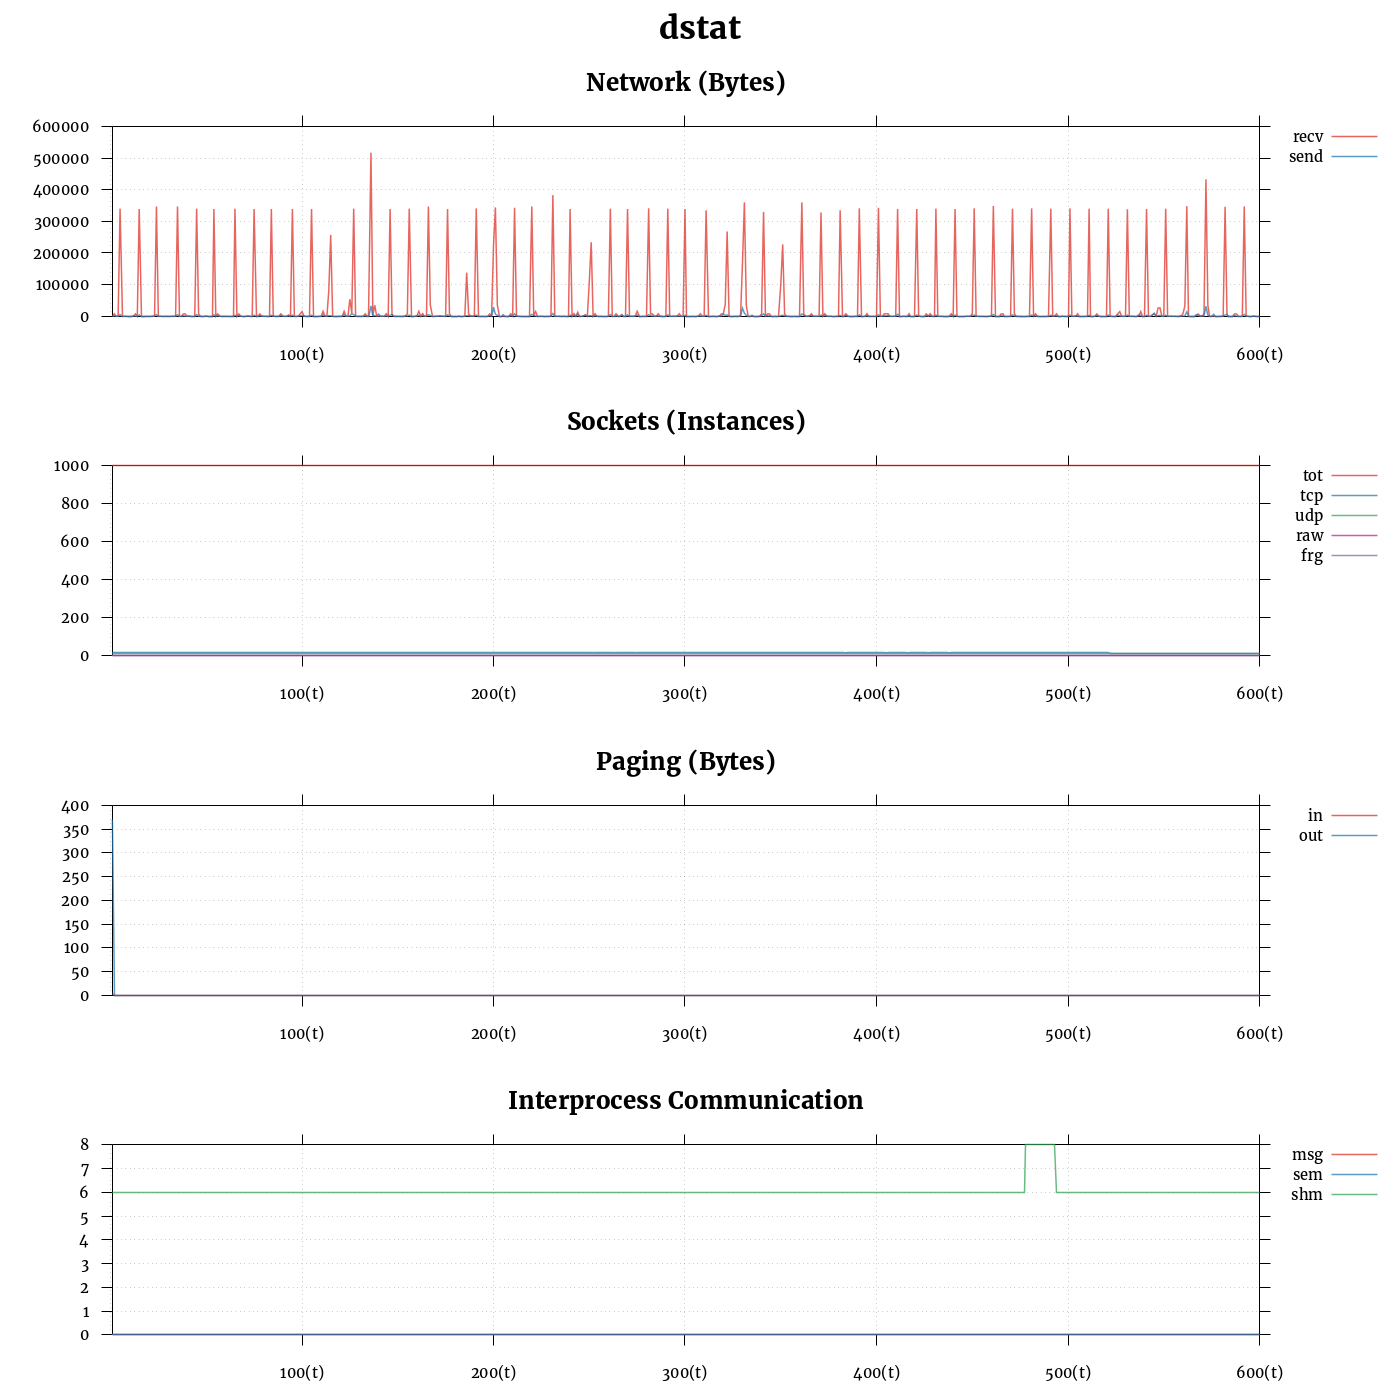 dstat
Network (Bytes)
600000
500000
400000
300000
200000
100000
0
100(t) 200(t) 300(t) 400(t) 500(t) 600(t)
recv
send
Sockets (Instances)
1000
800
600
400
200
0
100(t) 200(t) 300(t) 400(t) 500(t) 600(t)
tot
tcp
udp
raw
frg
Paging (Bytes)
400
350
300
250
200
150
100
50
0
100(t) 200(t) 300(t) 400(t) 500(t) 600(t)
in
out
Interprocess Communication
8
7
6
5
4
3
2
1
0
100(t) 200(t) 300(t) 400(t) 500(t) 600(t)
msg
sem
shm